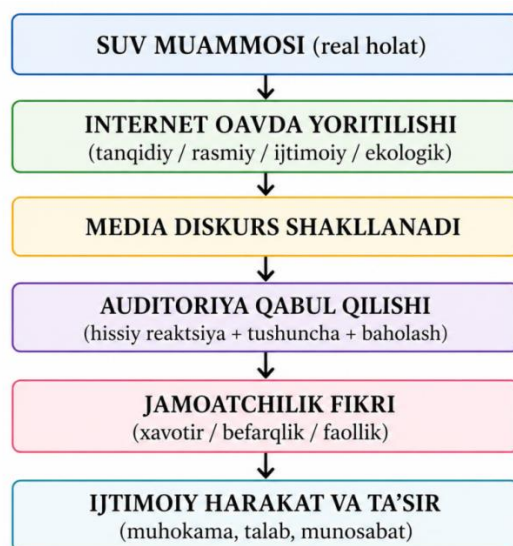 SUV MUAMMOSI (real holat)
INTERNET OAVDA YORITILISHI
(tanqidiy / rasmiy / ijtimoiy / ekologik)
MEDIA DISKURS SHAKLLANADI
AUDITORIYA QABUL QILISHI
(hissiy reaktsiya + tushuncha + baholash)
JAMOATCHILIK FIKRI
(xavotir / befarqlik / faollik)
IJTIMOIY HARAKAT VA TA’SIR
(muhokama, talab, munosabat)